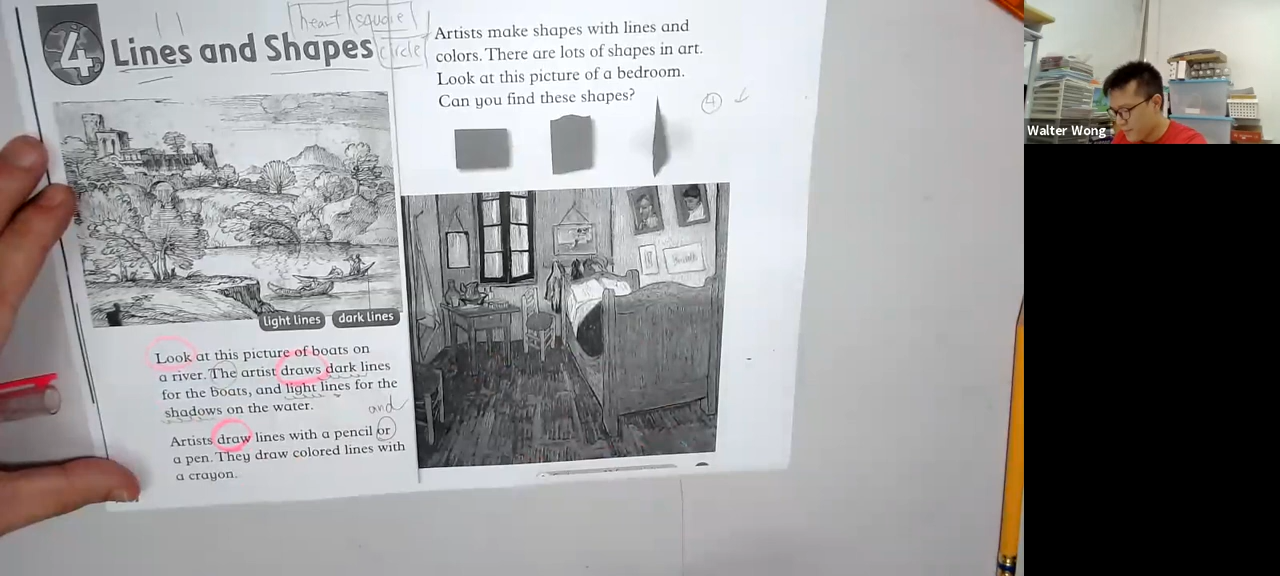 heart square
circle
4 Lines and Shapes
light lines dark lines
Look at this picture of boats on
a river. The artist draws dark lines
for the boats, and light lines for the
shadows on the water.
and
Artists draw lines with a pencil or
a pen. They draw colored lines with
a crayon.
Artists make shapes with lines and
colors. There are lots of shapes in art.
Look at this picture of a bedroom.
Can you find these shapes?
4
Walter Wong